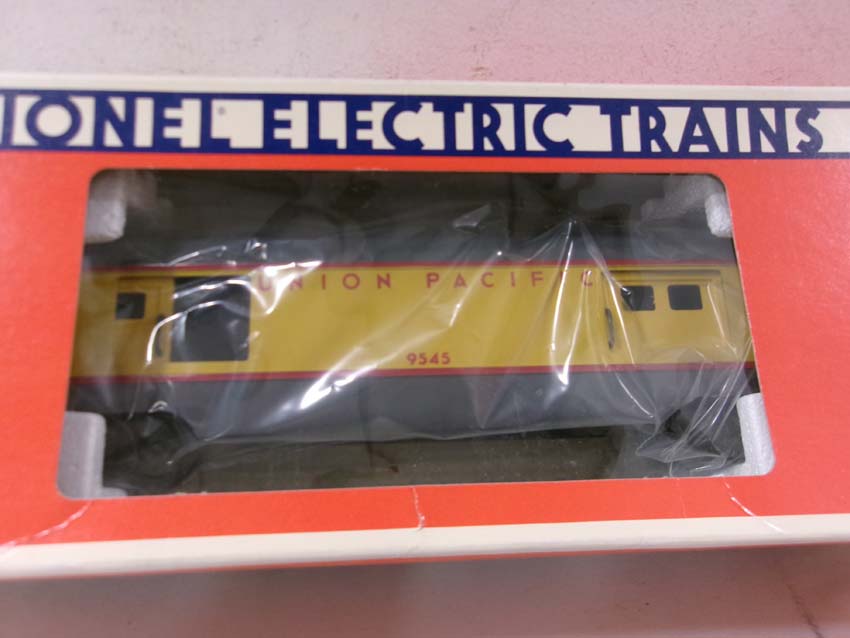 IONEL® ELECTRIC TRAINS
UNION PACIFIC
9545